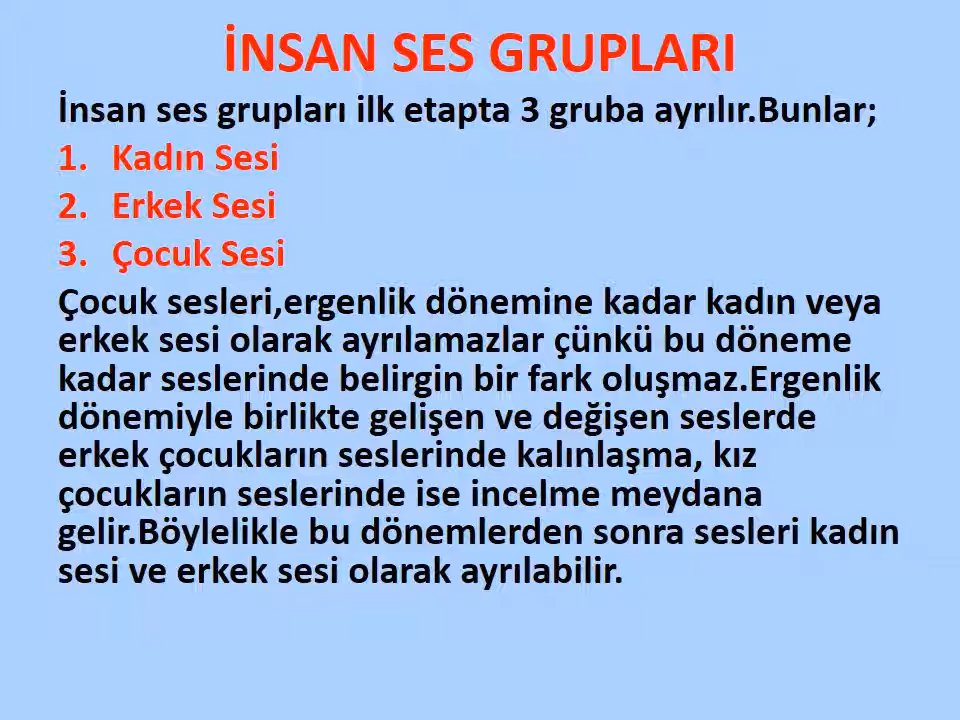 İNSAN SES GRUPLARI
İnsan ses grupları ilk etapta 3 gruba ayrılır.Bunlar;
1. Kadın Sesi
2. Erkek Sesi
3. Çocuk Sesi
Çocuk sesleri,ergenlik dönemine kadar kadın veya
erkek sesi olarak ayrılamazlar çünkü bu döneme
kadar seslerinde belirgin bir fark oluşmaz.Ergenlik
dönemiyle birlikte gelişen ve değişen seslerde
erkek çocukların seslerinde kalınlaşma, kız
çocukların seslerinde ise incelme meydana
gelir.Böylelikle bu dönemlerden sonra sesleri kadın
sesi ve erkek sesi olarak ayrılabilir.